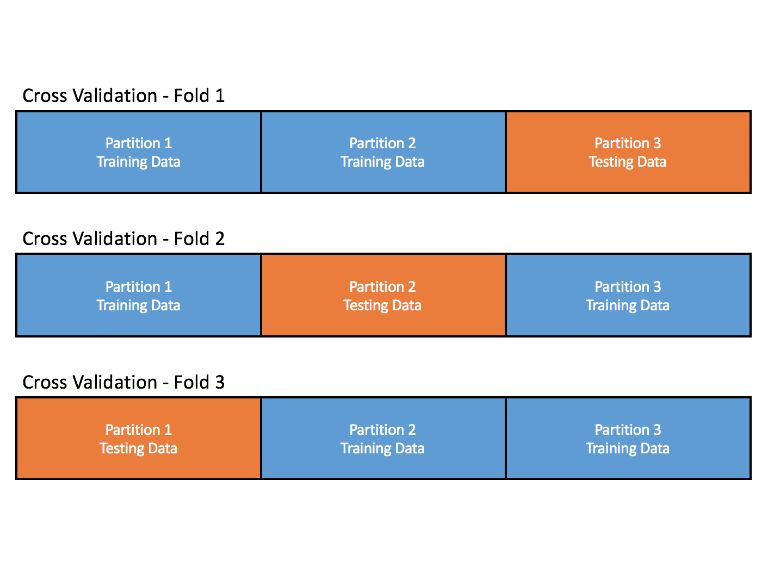 Cross Validation - Fold 1
Partition 1
Training Data
Partition 2
Training Data
Partition 3
Testing Data
Cross Validation - Fold 2
Partition 1
Training Data
Partition 2
Testing Data
Partition 3
Training Data
Cross Validation - Fold 3
Partition 1
Testing Data
Partition 2
Training Data
Partition 3
Training Data